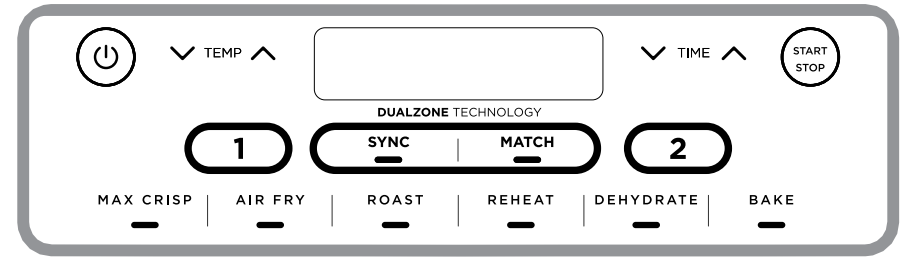 TEMP
TIME
START
STOP
DUALZONE TECHNOLOGY
1
SYNC
MATCH
2
MAX CRISP
AIR FRY
ROAST
REHEAT
DEHYDRATE
BAKE